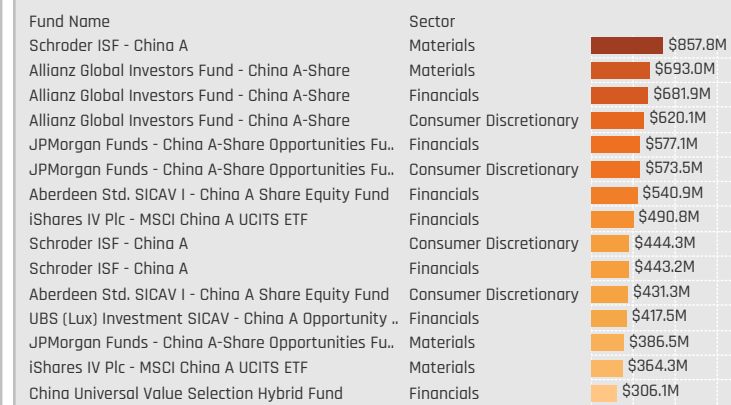 Fund Name Sector
Schroder ISF - China A Materials $857.8M
Allianz Global Investors Fund - China A-Share Materials $693.0M
Allianz Global Investors Fund - China A-Share Financials $681.9M
Allianz Global Investors Fund - China A-Share Consumer Discretionary $620.1M
JPMorgan Funds - China A-Share Opportunities Fu.. Financials $577.1M
JPMorgan Funds - China A-Share Opportunities Fu.. Consumer Discretionary $573.5M
Aberdeen Std. SICAV I - China A Share Equity Fund Financials $540.9M
iShares IV Plc - MSCI China A UCITS ETF Financials $490.8M
Schroder ISF - China A Consumer Discretionary $444.3M
Schroder ISF - China A Financials $443.2M
Aberdeen Std. SICAV I - China A Share Equity Fund Consumer Discretionary $431.3M
UBS (Lux) Investment SICAV - China A Opportunity .. Financials $417.5M
JPMorgan Funds - China A-Share Opportunities Fu.. Materials $386.5M
iShares IV Plc - MSCI China A UCITS ETF Materials $364.3M
China Universal Value Selection Hybrid Fund Financials $306.1M